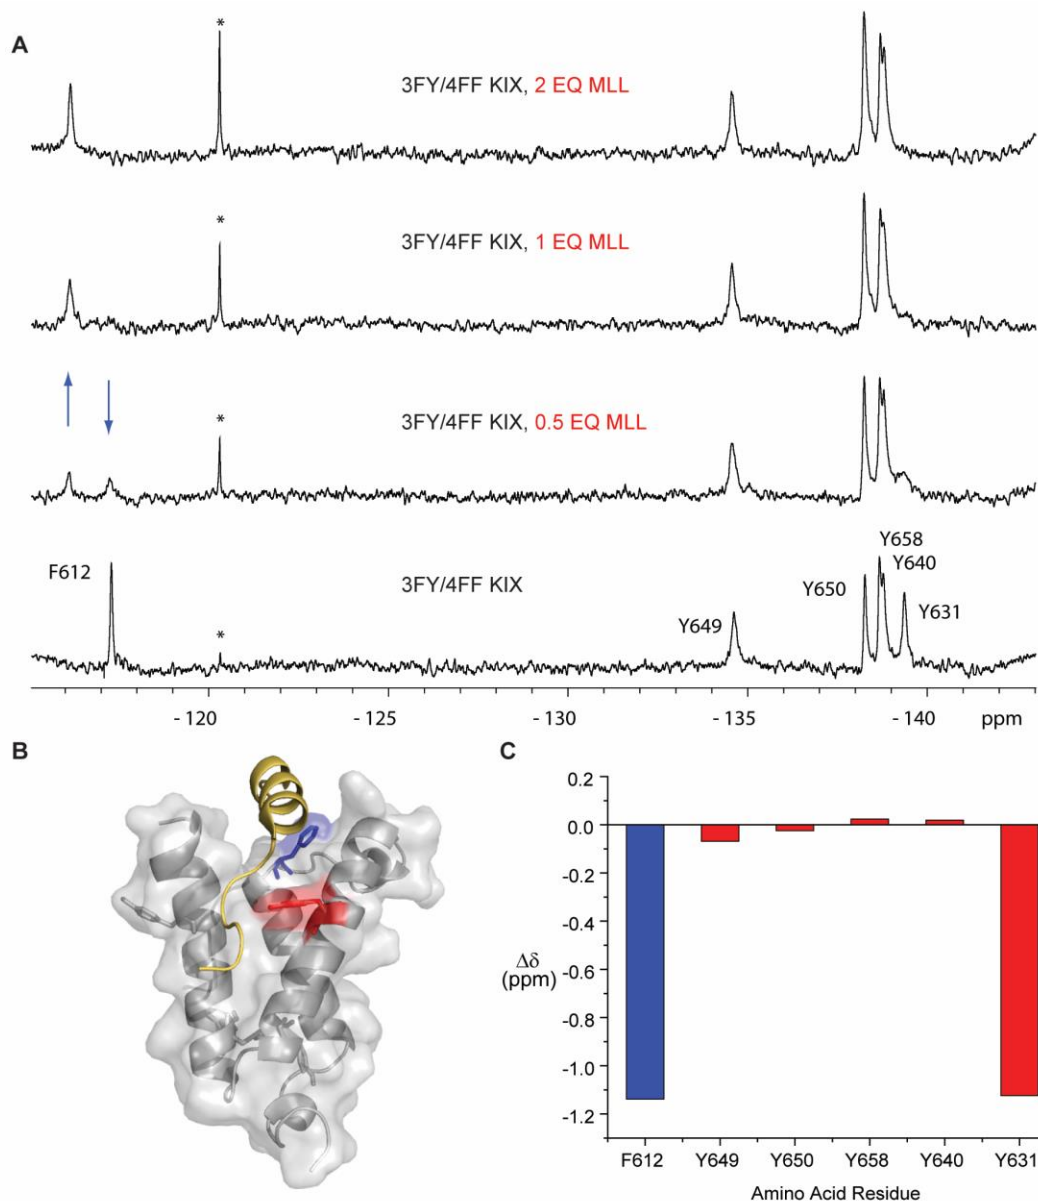 A
*
3FY/4FF KIX, 2 EQ MLL
*
3FY/4FF KIX, 1 EQ MLL
*
3FY/4FF KIX, 0.5 EQ MLL
F612
*
3FY/4FF KIX
Y649
Y650
Y658
Y640
Y631
- 120
- 125
- 130
- 135
- 140
ppm
B
C
0.2
0.0
-0.2
-0.4
-0.6
-0.8
-1.0
-1.2
Δδ
(ppm)
F612
Y649
Y650
Y658
Y640
Y631
Amino Acid Residue